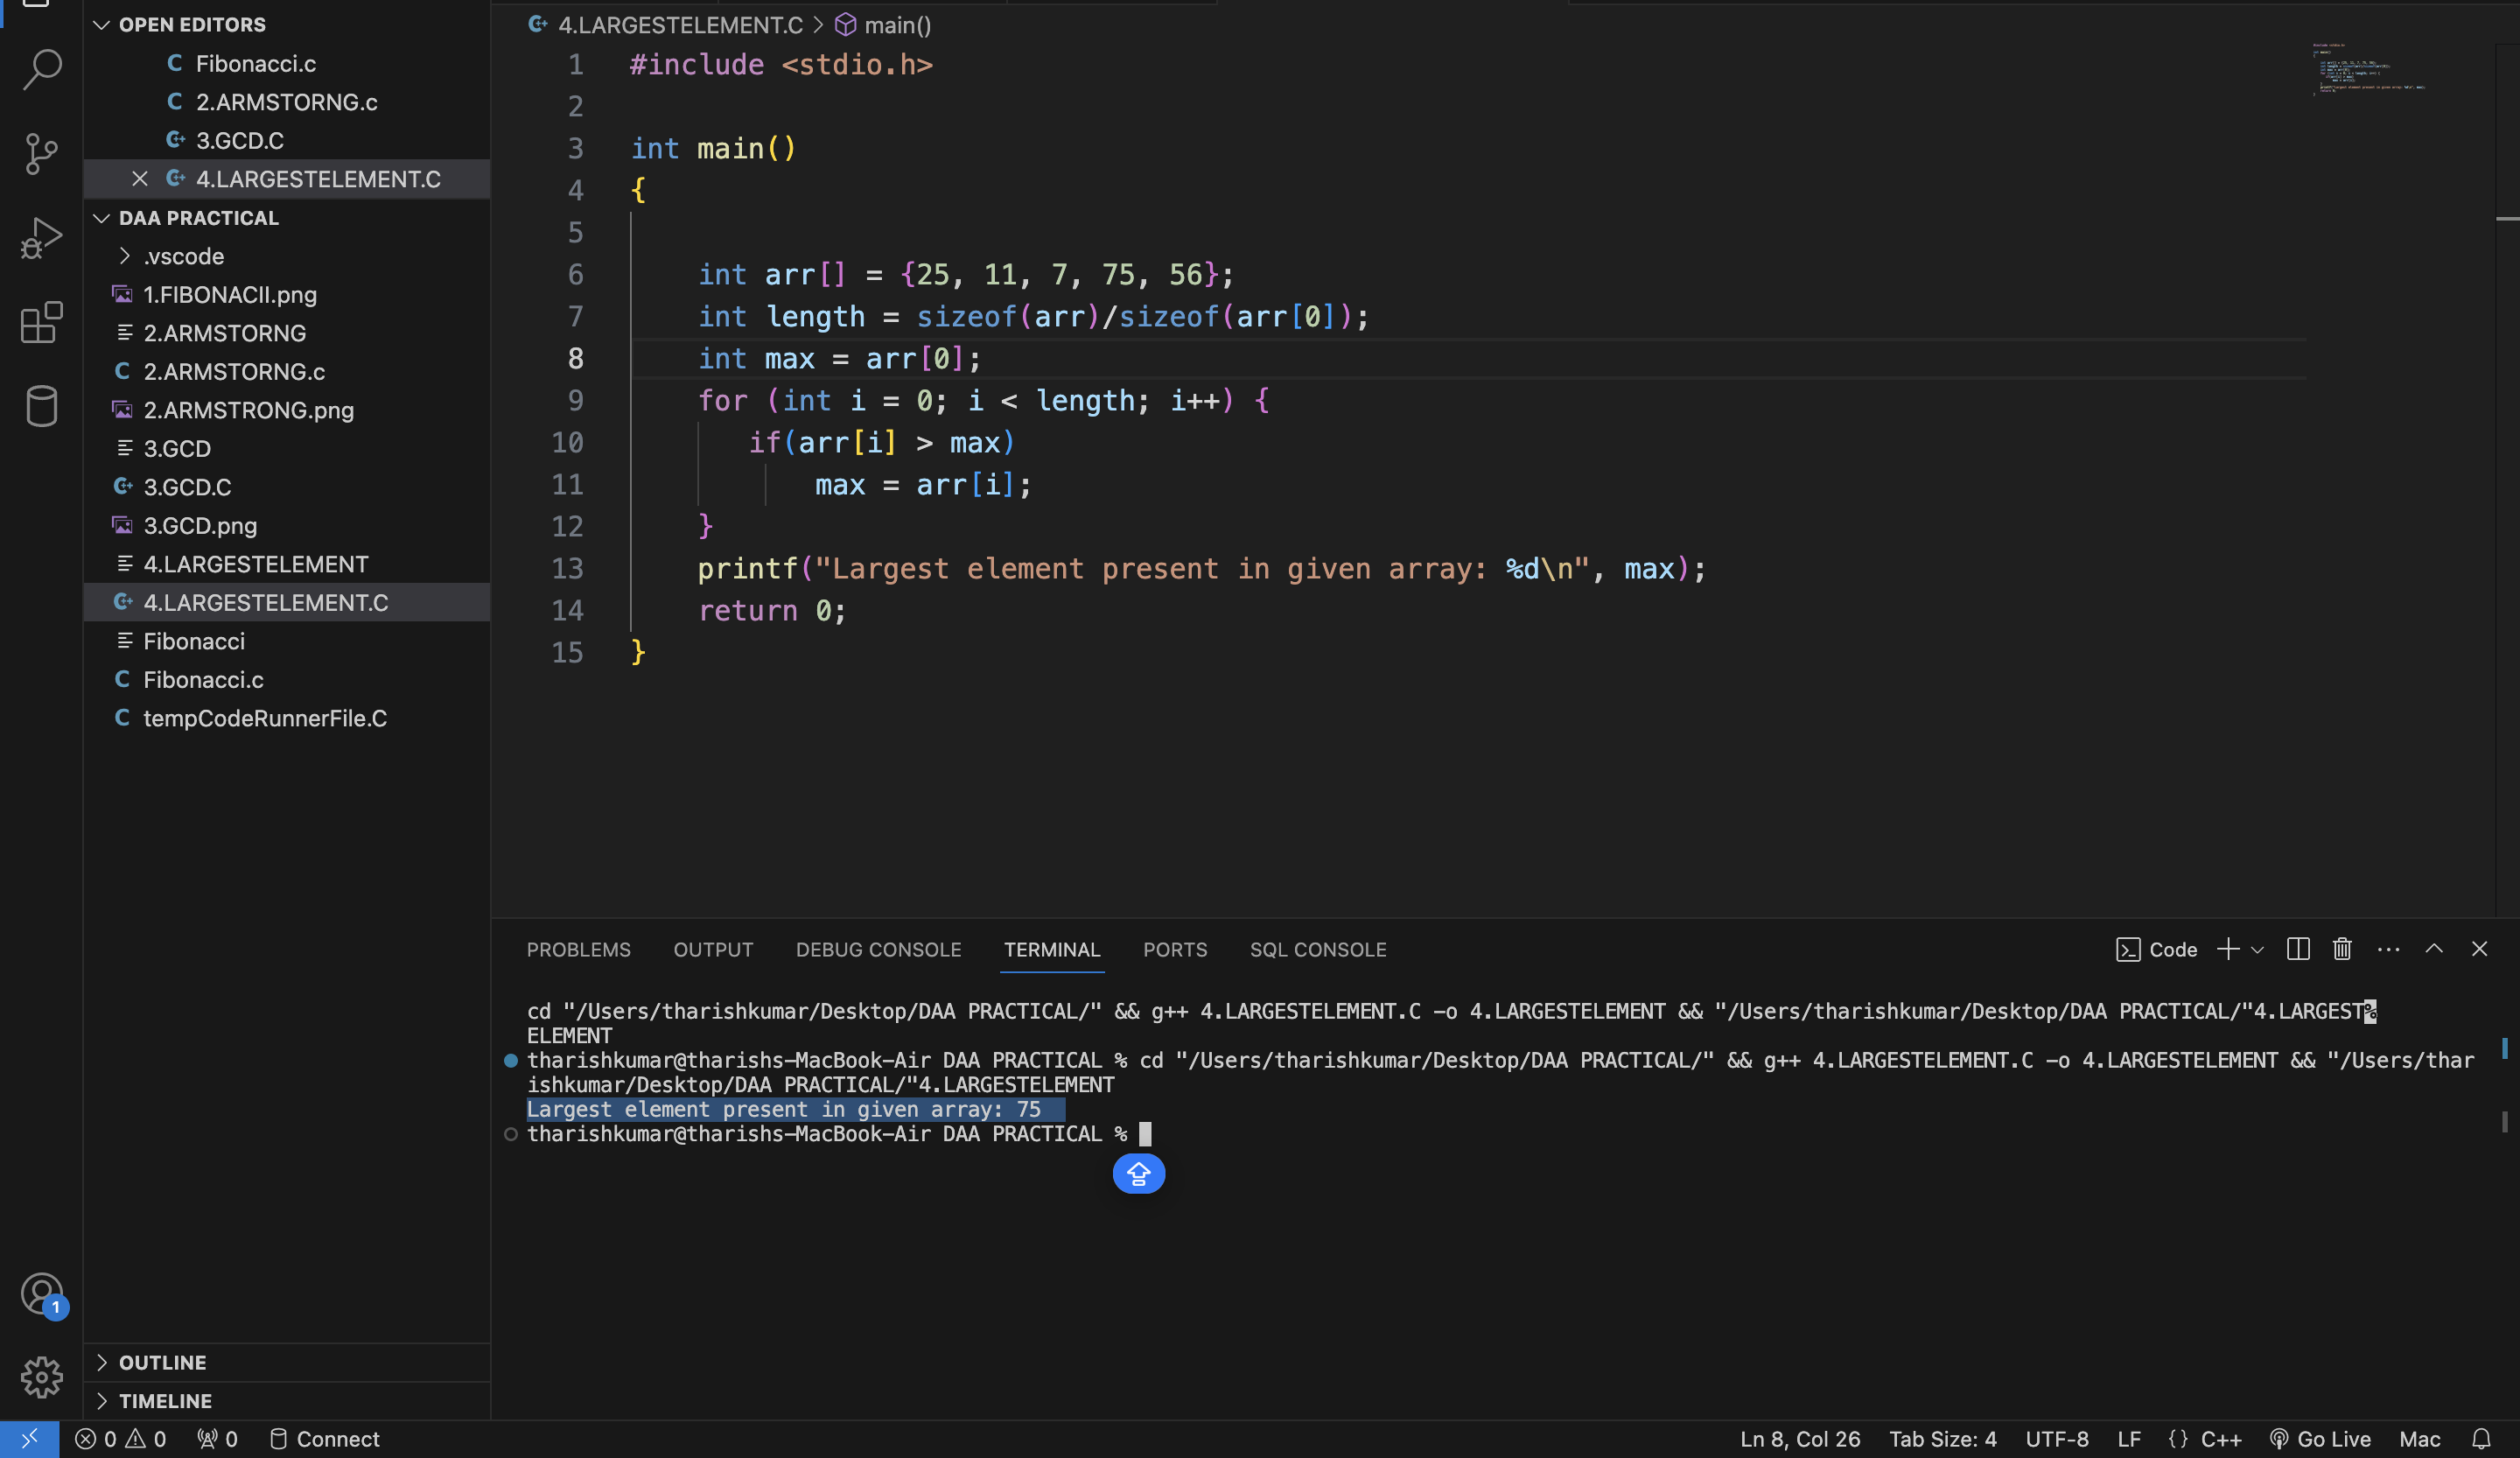 OPEN EDITORS
Fibonacci.c
2.ARMSTORNG.c
3.GCD.C
4.LARGESTELEMENT.C
DAA PRACTICAL
.vscode
1.FIBONACII.png
2.ARMSTORNG
2.ARMSTORNG.c
2.ARMSTRONG.png
3.GCD
3.GCD.C
3.GCD.png
4.LARGESTELEMENT
4.LARGESTELEMENT.C
Fibonacci
Fibonacci.c
tempCodeRunnerFile.C
OUTLINE
TIMELINE
4.LARGESTELEMENT.C > main()
1 #include <stdio.h>
2
3 int main()
4 {
5
6 int arr[] = {25, 11, 7, 75, 56};
7 int length = sizeof(arr)/sizeof(arr[0]);
8 int max = arr[0];
9 for (int i = 0; i < length; i++) {
10 if(arr[i] > max)
11 max = arr[i];
12 }
13 printf("Largest element present in given array: %d\n", max);
14 return 0;
15 }
PROBLEMS OUTPUT DEBUG CONSOLE TERMINAL PORTS SQL CONSOLE Code
cd "/Users/tharishkumar/Desktop/DAA PRACTICAL/" && g++ 4.LARGESTELEMENT.C -o 4.LARGESTELEMENT && "/Users/tharishkumar/Desktop/DAA PRACTICAL/"4.LARGEST%
ELEMENT
tharishkumar@tharishs-MacBook-Air DAA PRACTICAL % cd "/Users/tharishkumar/Desktop/DAA PRACTICAL/" && g++ 4.LARGESTELEMENT.C -o 4.LARGESTELEMENT && "/Users/thar
ishkumar/Desktop/DAA PRACTICAL/"4.LARGESTELEMENT
Largest element present in given array: 75
tharishkumar@tharishs-MacBook-Air DAA PRACTICAL %
1
0 0 0 Connect Ln 8, Col 26 Tab Size: 4 UTF-8 LF {} C++ Go Live Mac